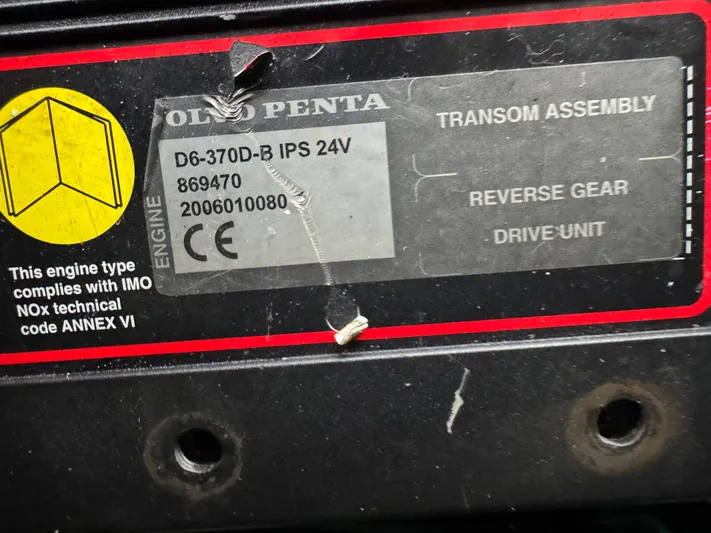 OLVO PENTA
D6-370D-B IPS 24V
869470
2006010080
CE
ENGINE
TRANSOM ASSEMBLY
REVERSE GEAR
DRIVE UNIT
This engine type
complies with IMO
NOx technical
code ANNEX VI